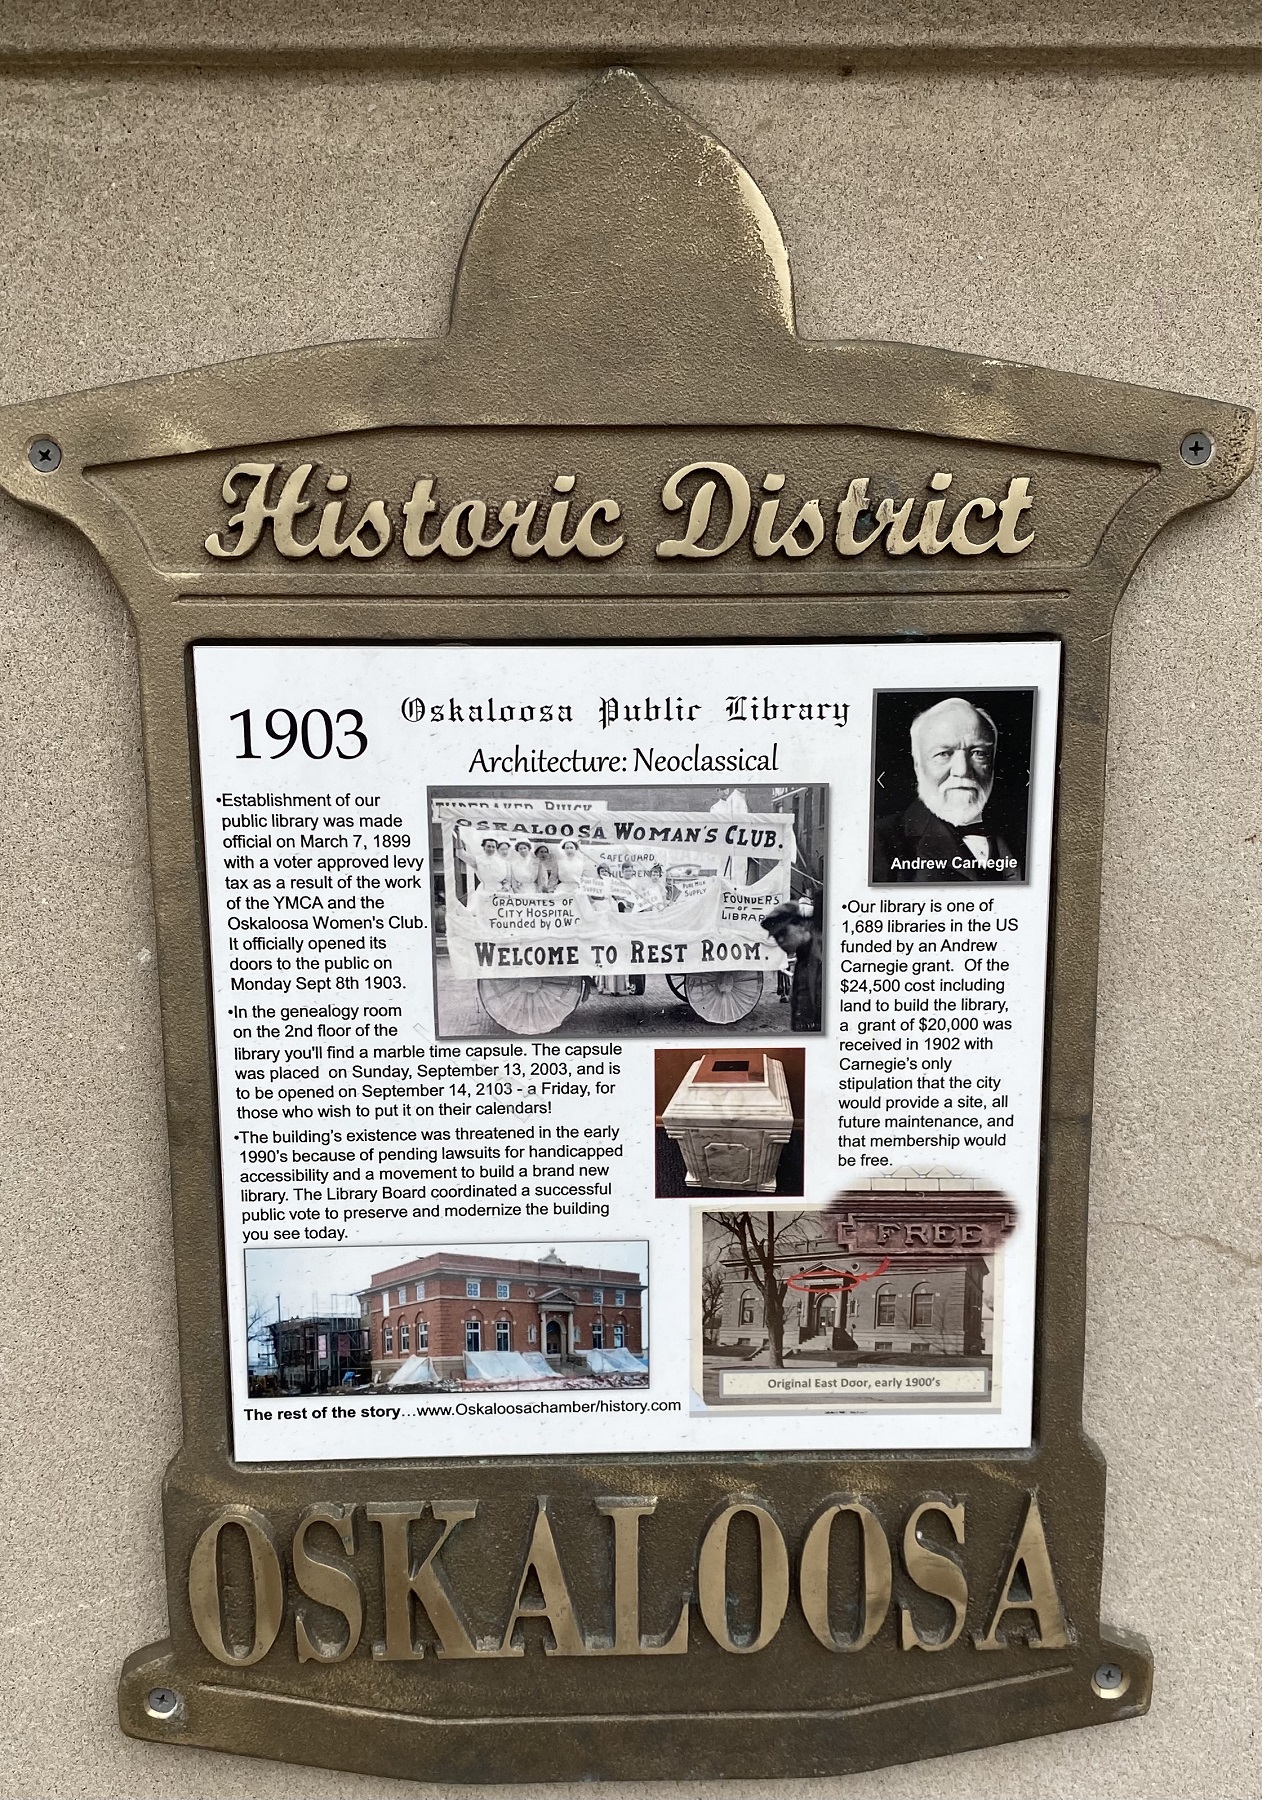 Historic District
1903
Oskaloosa Public Library
Architecture: Neoclassical
•Establishment of our
public library was made
official on March 7, 1899
with a voter approved levy
tax as a result of the work
of the YMCA and the
Oskaloosa Women's Club.
It officially opened its
doors to the public on
Monday Sept 8th 1903.
•In the genealogy room
on the 2nd floor of the
library you'll find a marble time capsule. The capsule
was placed on Sunday, September 13, 2003, and is
to be opened on September 14, 2103 - a Friday, for
those who wish to put it on their calendars!
•The building's existence was threatened in the early
1990's because of pending lawsuits for handicapped
accessibility and a movement to build a brand new
library. The Library Board coordinated a successful
public vote to preserve and modernize the building
you see today.
STUDEBAKER BUICK
OSKALOOSA WOMAN'S CLUB.
SAFEGUARD
CHILDREN
PURE MILK
SUPPLY
GRADUATES OF
CITY HOSPITAL
Founded by OWC
FOUNDERS
OF
LIBRAR
WELCOME TO REST ROOM.
Andrew Carnegie
•Our library is one of
1,689 libraries in the US
funded by an Andrew
Carnegie grant. Of the
$24,500 cost including
land to build the library,
a grant of $20,000 was
received in 1902 with
Carnegie's only
stipulation that the city
would provide a site, all
future maintenance, and
that membership would
be free.
FREE
Original East Door, early 1900's
The rest of the story…www.Oskaloosachamber/history.com
OSKALOOSA